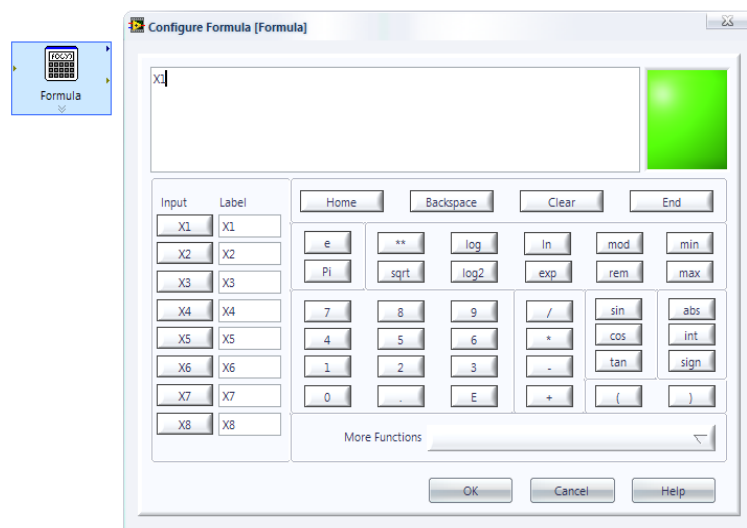 Configure Formula [Formula]
f(x,y)
Formula
X1
Input Label
X1 X1
X2 X2
X3 X3
X4 X4
X5 X5
X6 X6
X7 X7
X8 X8
Home Backspace Clear End
e ** log ln mod min
Pi sqrt log2 exp rem max
7 8 9 / sin abs
4 5 6 * cos int
1 2 3 - tan sign
0 . E + ( )
More Functions
OK Cancel Help